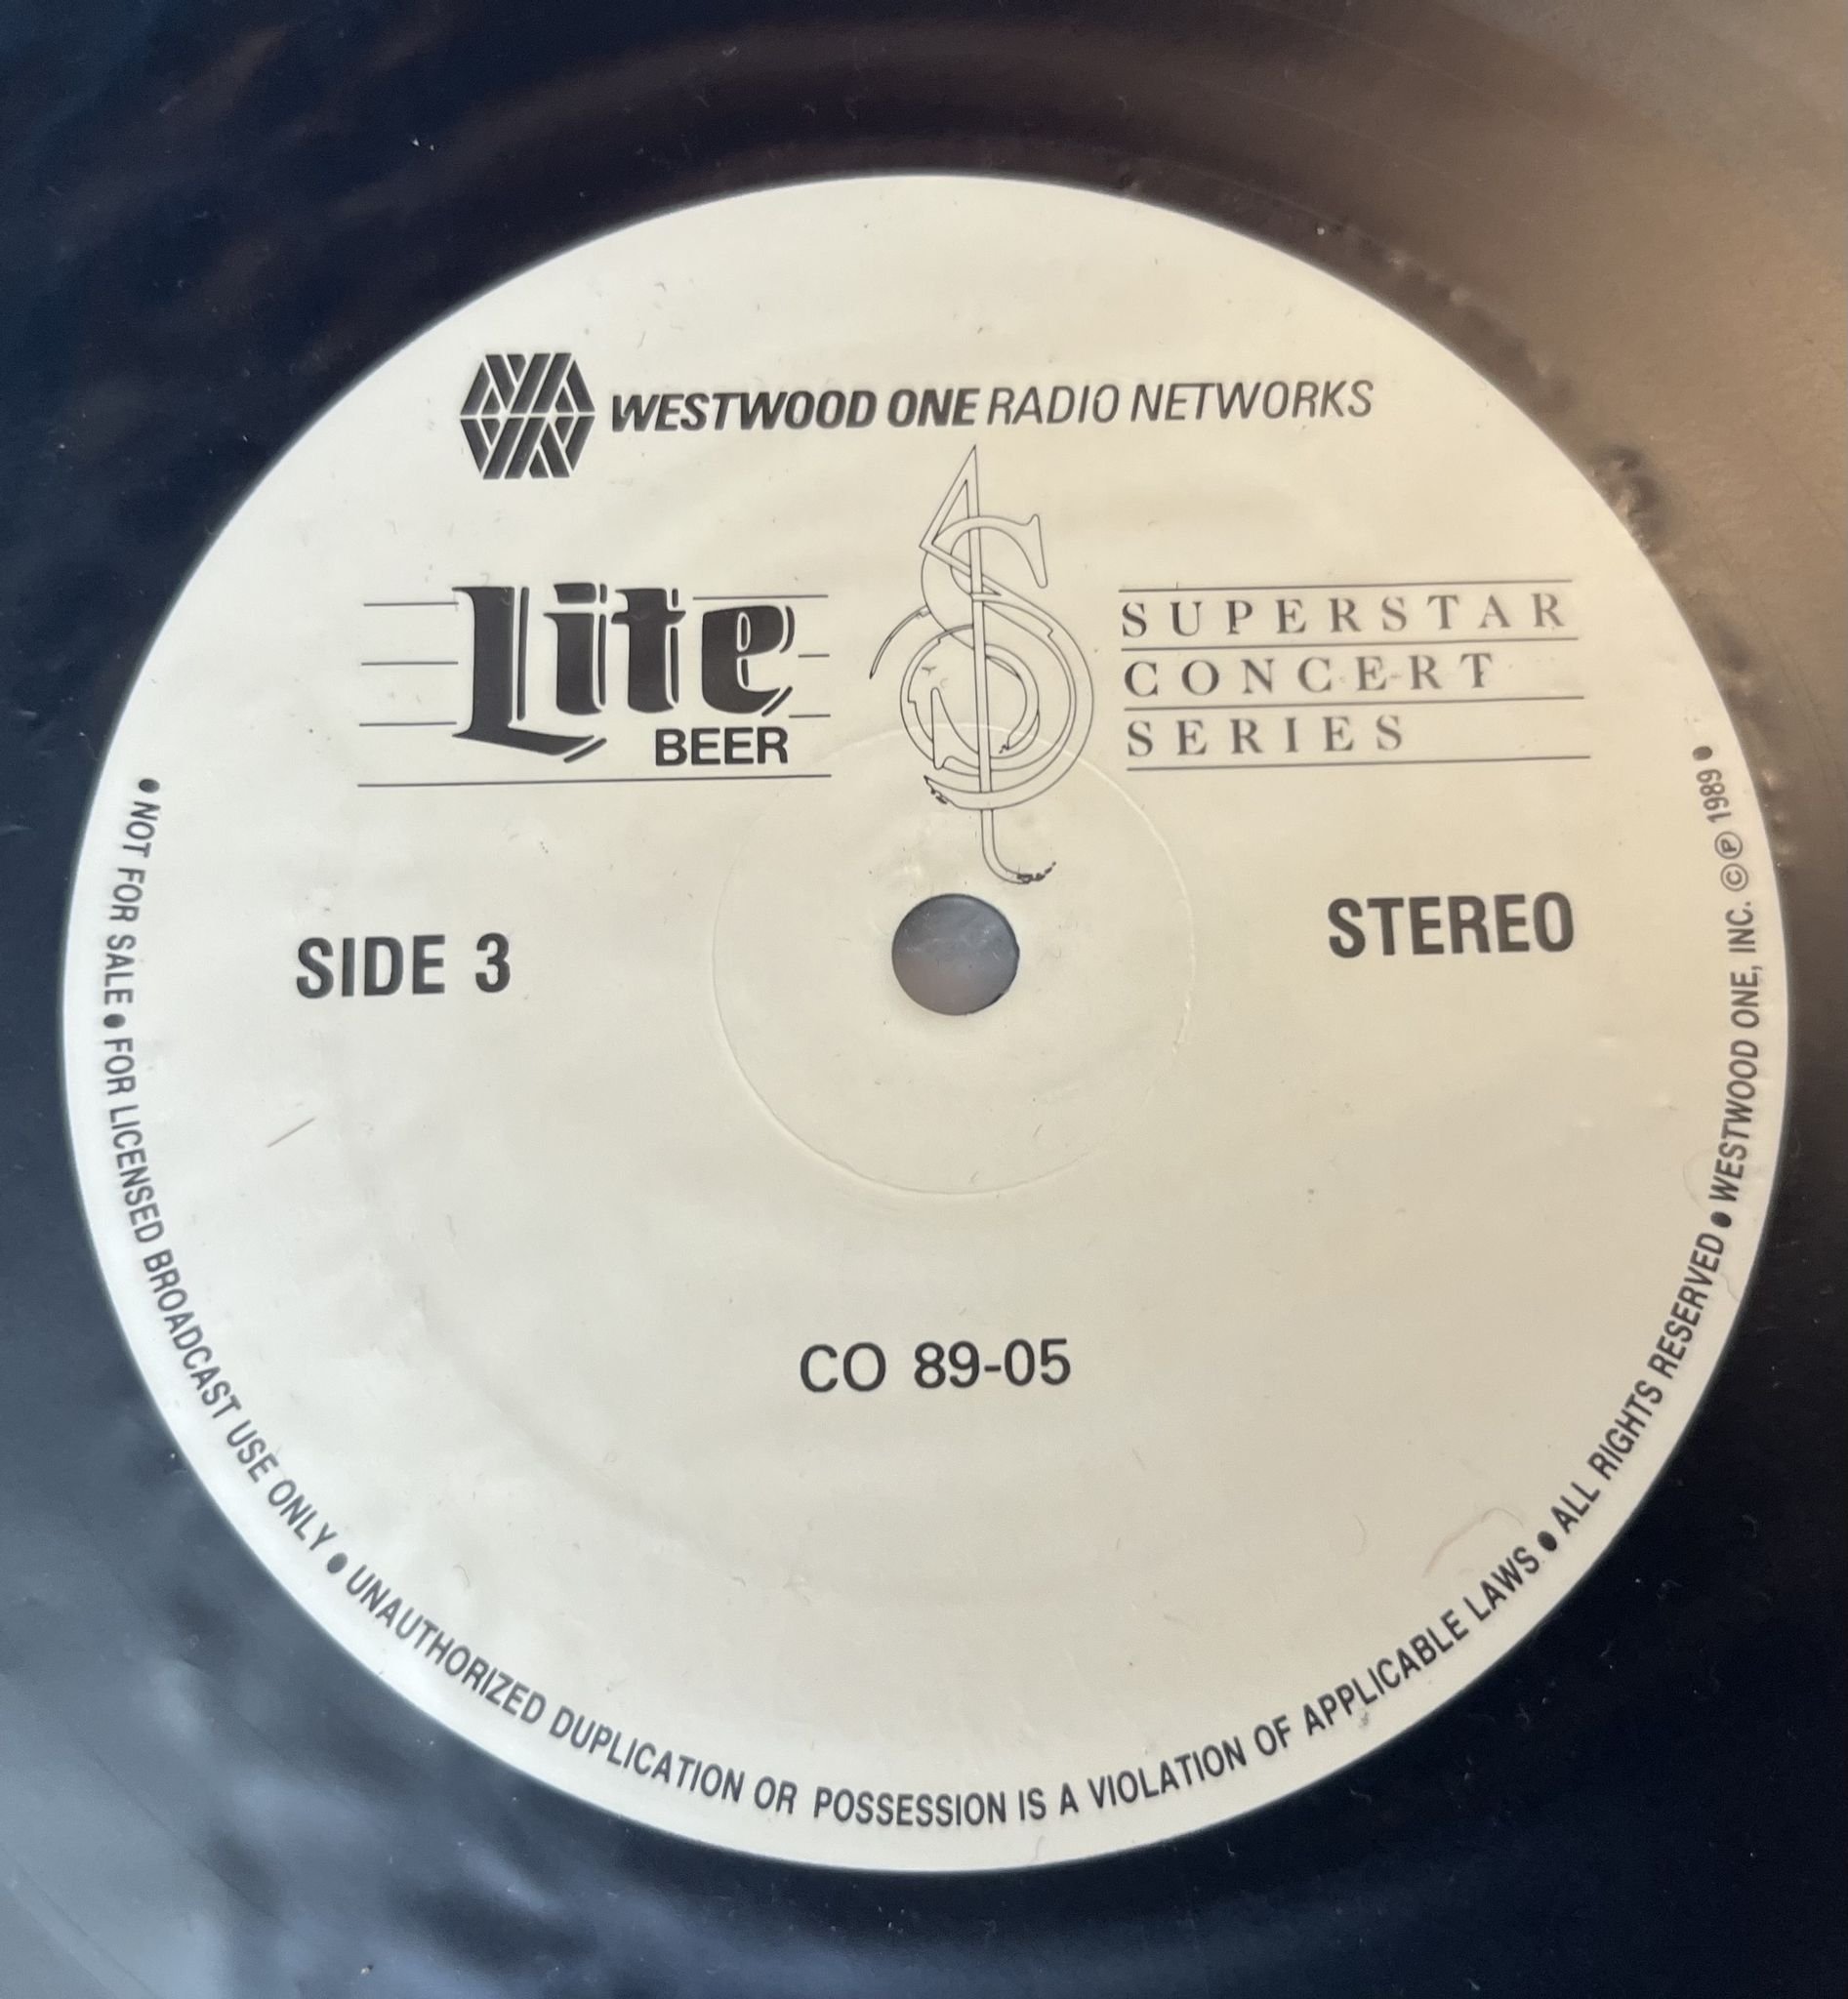 WESTWOOD ONE RADIO NETWORKS
Lite
BEER
SUPERSTAR
CONCERT
SERIES
SIDE 3
STEREO
CO 89-05
● NOT FOR SALE ● FOR LICENSED BROADCAST USE ONLY ● UNAUTHORIZED DUPLICATION OR POSSESSION IS A VIOLATION OF APPLICABLE LAWS ● ALL RIGHTS RESERVED ● WESTWOOD ONE, INC. ©℗ 1989 ●